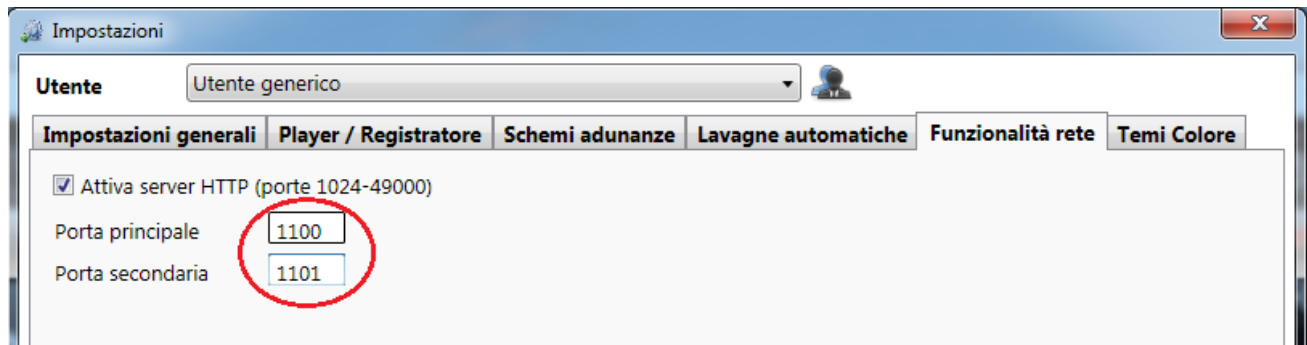 Impostazioni
X
Utente Utente generico
Impostazioni generali Player / Registratore Schemi adunanze Lavagne automatiche Funzionalità rete Temi Colore
Attiva server HTTP (porte 1024-49000)
Porta principale 1100
Porta secondaria 1101